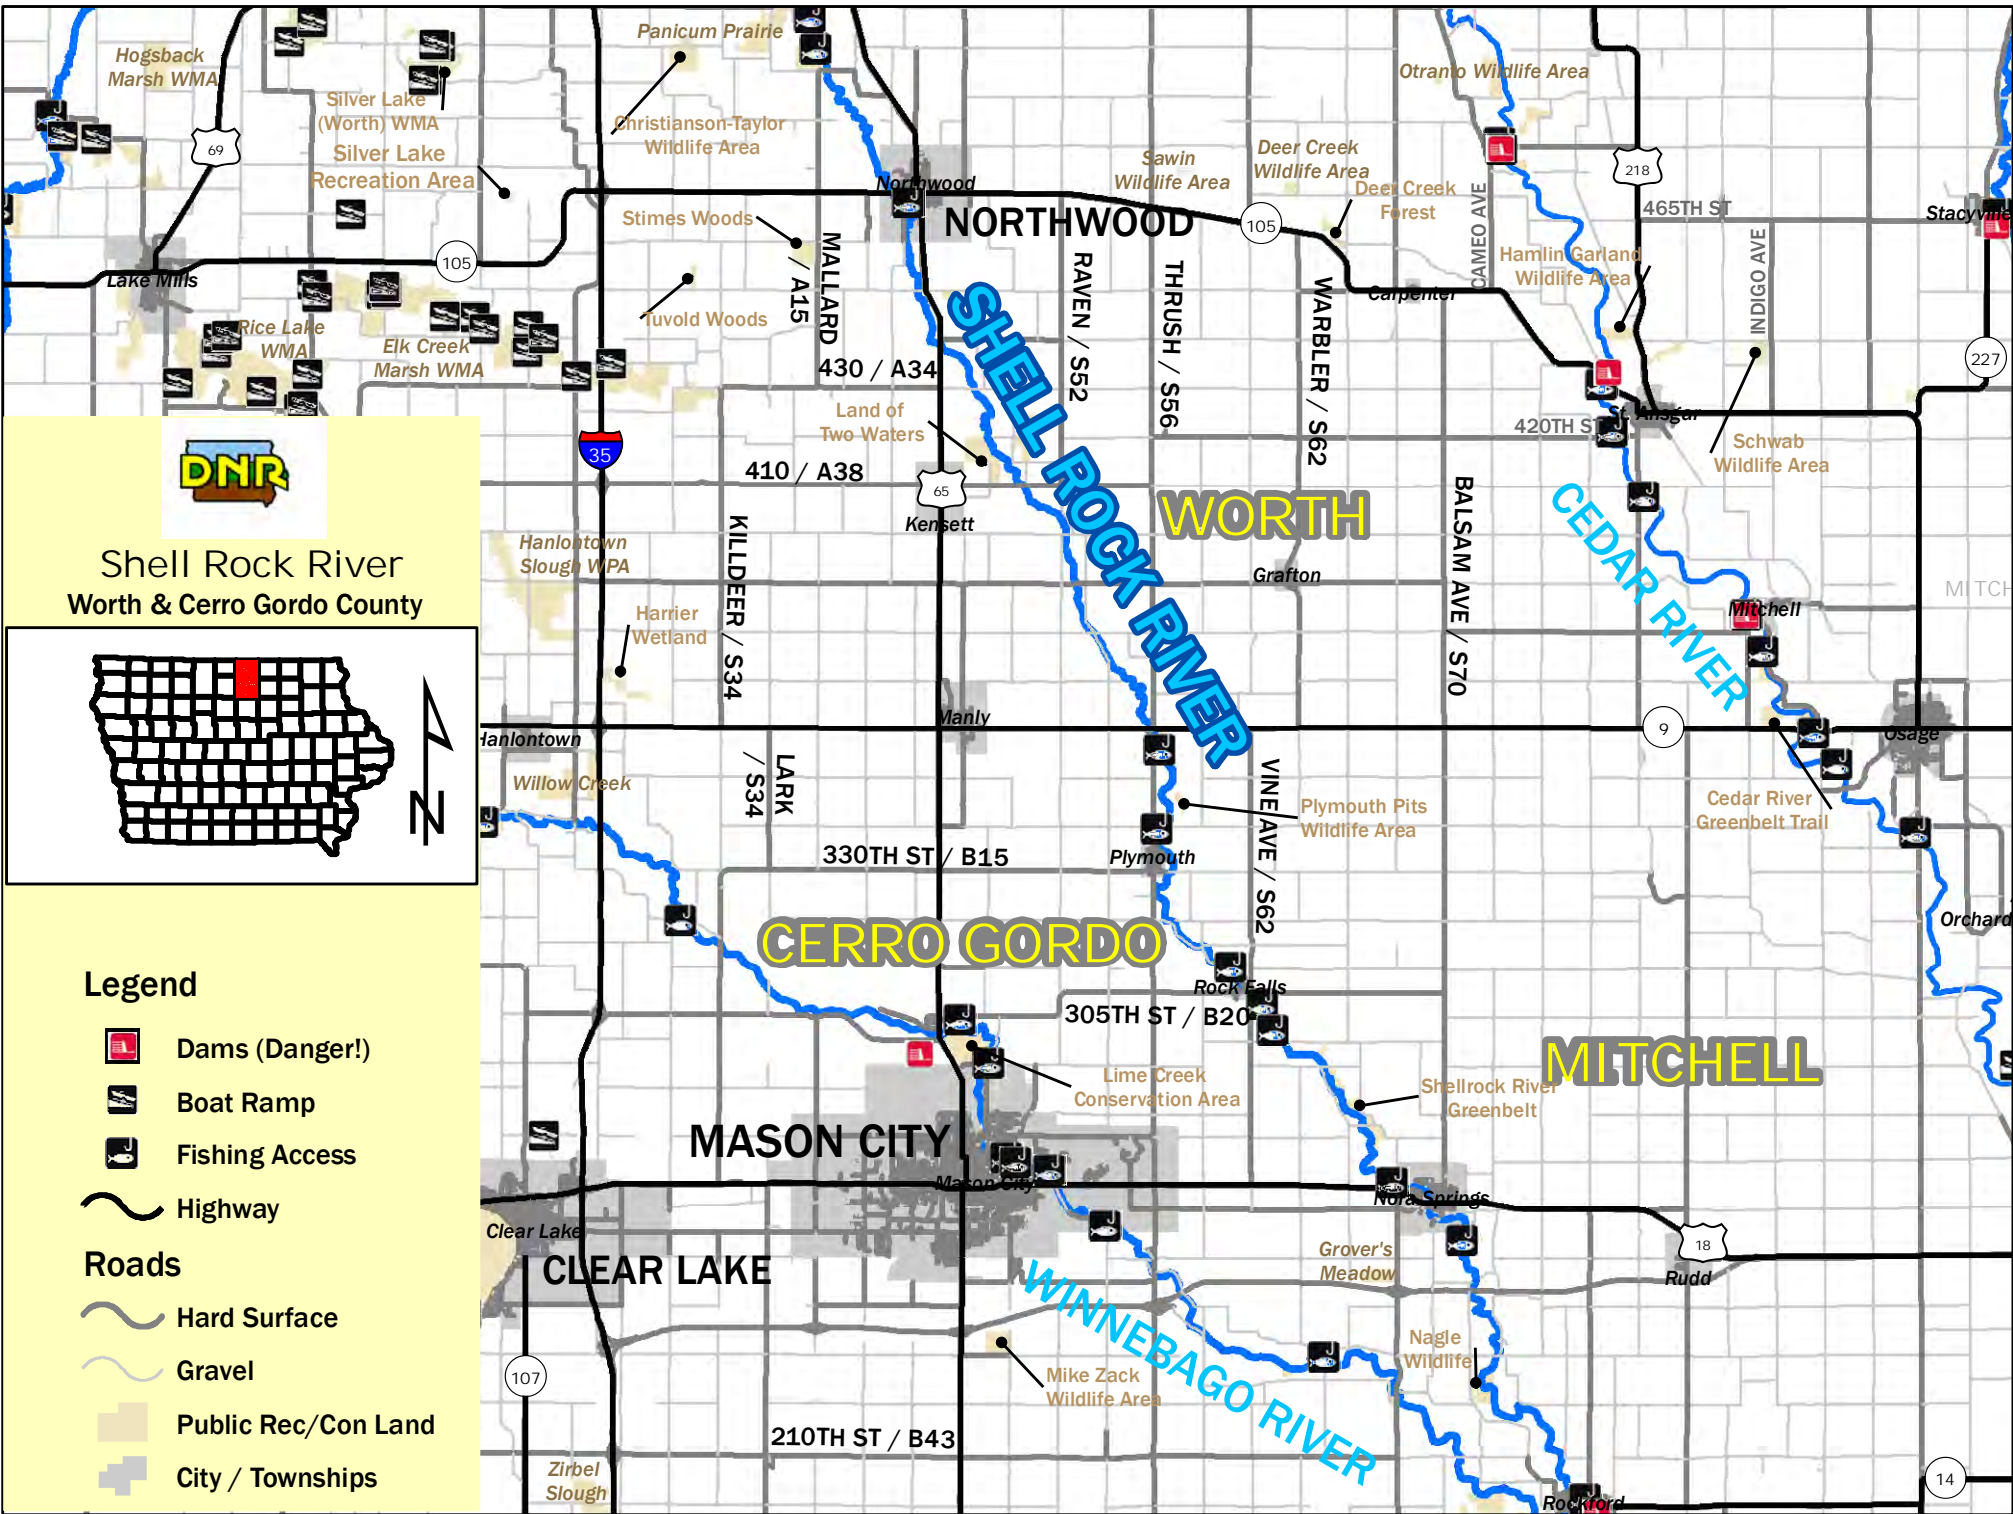 Hogsback
Marsh WMA
Panicum Prairie
Otranto Wildlife Area
Silver Lake
(Worth) WMA
Christianson-Taylor
Wildlife Area
69
Silver Lake
Recreation Area
Sawin
Wildlife Area
Deer Creek
Wildlife Area
Deer Creek
Forest
218
Northwood
NORTHWOOD
105
CAMEO AVE
465TH ST
Stacyville
Stimes Woods
MALLARD
/ A15
RAVEN / S52
THRUSH / S56
WARBLER / S62
Hamlin Garland
Wildlife Area
INDIGO AVE
105
Lake Mills
Carpenter
Tuvold Woods
Rice Lake
WMA
Elk Creek
Marsh WMA
430 / A34
227
Land of
Two Waters
St. Ansgar
420TH ST
Schwab
Wildlife Area
35
410 / A38
65
Kensett
SHELL ROCK RIVER
WORTH
BALSAM AVE / S70
CEDAR RIVER
Hanlontown
Slough WPA
KILLDEER / S34
Grafton
MITCH
Mitchell
Harrier
Wetland
Manly
Hanlontown
9
Osage
Willow Creek
LARK
/ S34
VINE AVE / S62
Plymouth Pits
Wildlife Area
Cedar River
Greenbelt Trail
330TH ST / B15
Plymouth
CERRO GORDO
Orchard
Rock Falls
305TH ST / B20
MITCHELL
Lime Creek
Conservation Area
Shellrock River
Greenbelt
MASON CITY
Mason City
Nora Springs
Clear Lake
CLEAR LAKE
Grover's
Meadow
18
Rudd
WINNEBAGO RIVER
Nagle
Wildlife
107
Mike Zack
Wildlife Area
210TH ST / B43
Zirbel
Slough
14
Rockford
DNR
Shell Rock River
Worth & Cerro Gordo County
N
Legend
Dams (Danger!)
Boat Ramp
Fishing Access
Highway
Roads
Hard Surface
Gravel
Public Rec/Con Land
City / Townships